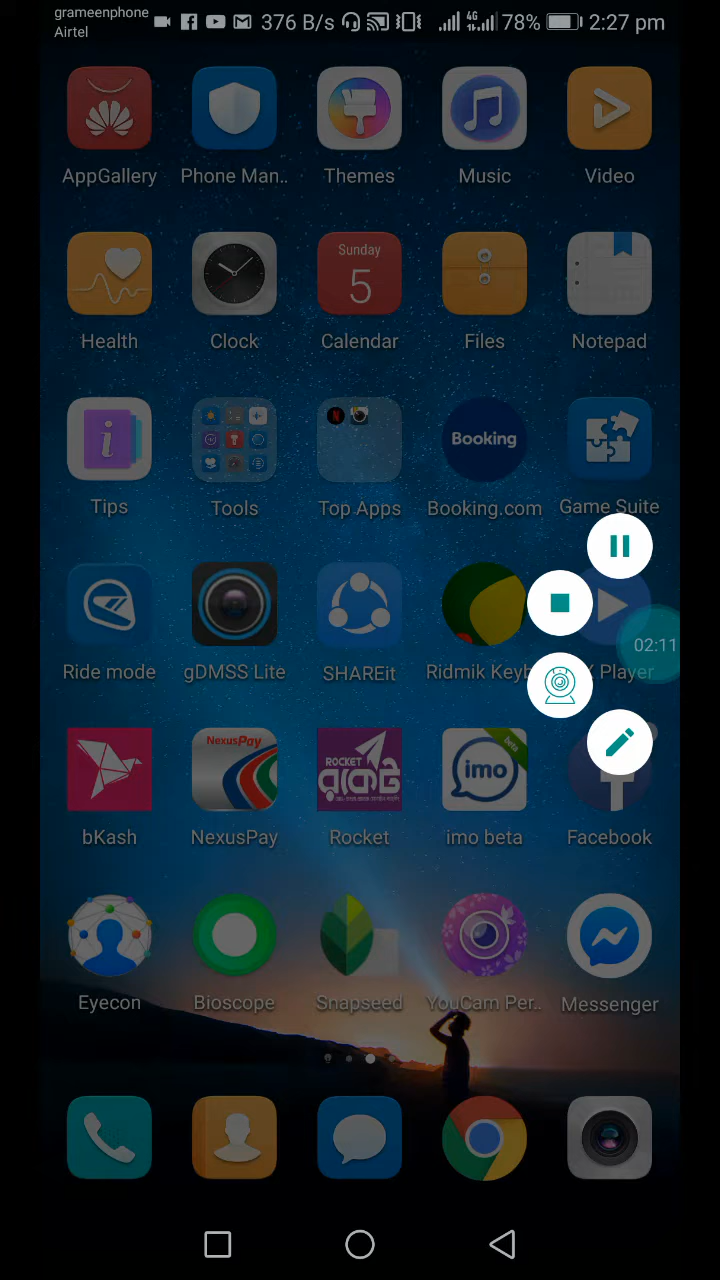 grameenphone
Airtel
376 B/s 4G 78% 2:27 pm
AppGallery Phone Man.. Themes Music Video
Sunday
5
Health Clock Calendar Files Notepad
Booking
Tips Tools Top Apps Booking.com Game Suite
02:11
Ride mode gDMSS Lite SHAREit Ridmik Keyb Player
NexusPay ROCKET রকেট imo beta
bKash NexusPay Rocket imo beta Facebook
Eyecon Bioscope Snapseed YouCam Per.. Messenger